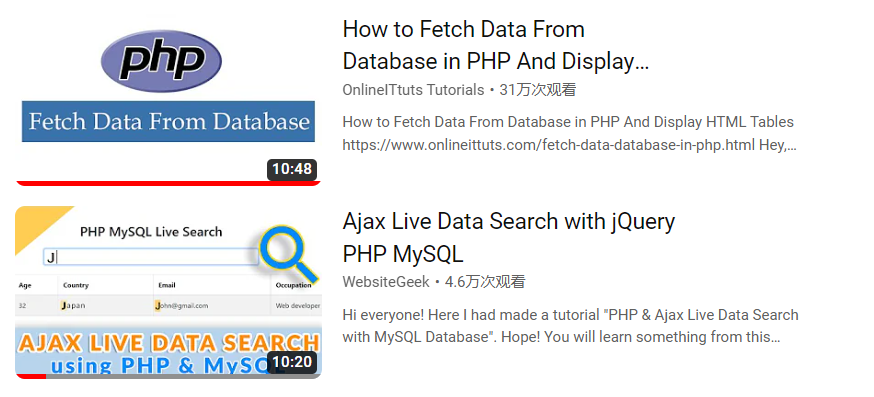 php
Fetch Data From Database
10:48
How to Fetch Data From
Database in PHP And Display…
OnlineITtuts Tutorials • 31万次观看
How to Fetch Data From Database in PHP And Display HTML Tables
https://www.onlineittuts.com/fetch-data-database-in-php.html Hey,…
PHP MySQL Live Search
J
Age Country Email Occupation
32 Japan John@gmail.com Web developer
AJAX LIVE DATA SEARCH
using PHP & MySQL
10:20
Ajax Live Data Search with jQuery
PHP MySQL
WebsiteGeek • 4.6万次观看
Hi everyone! Here I had made a tutorial "PHP & Ajax Live Data Search
with MySQL Database". Hope! You will learn something from this…